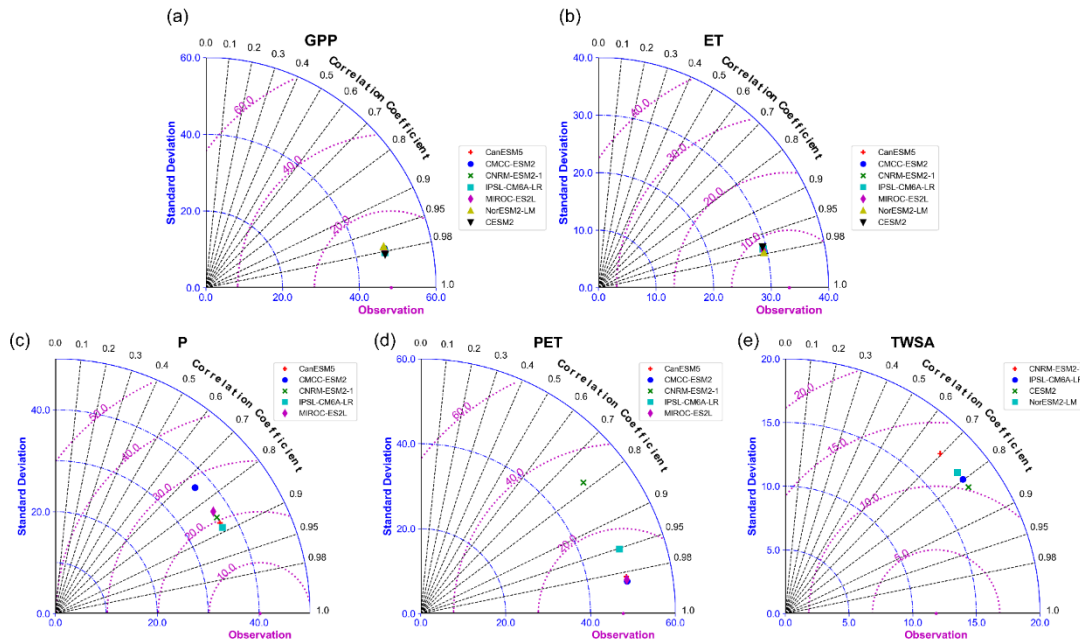 (a)
GPP
0.0 0.1 0.2 0.3 0.4 0.5 0.6 0.7 0.8 0.9 0.95 0.98 1.0
Correlation Coefficient
Standard Deviation
60.0
40.0
20.0
0.0
60.0
40.0
20.0
0.0 20.0 40.0 60.0
Observation
CanESM5
CMCC-ESM2
CNRM-ESM2-1
IPSL-CM6A-LR
MIROC-ES2L
NorESM2-LM
CESM2
(b)
ET
0.0 0.1 0.2 0.3 0.4 0.5 0.6 0.7 0.8 0.9 0.95 0.98 1.0
Correlation Coefficient
Standard Deviation
40.0
30.0
20.0
10.0
0.0
40.0
30.0
20.0
10.0
0.0 10.0 20.0 30.0 40.0
Observation
CanESM5
CMCC-ESM2
CNRM-ESM2-1
IPSL-CM6A-LR
MIROC-ES2L
NorESM2-LM
CESM2
(c)
P
0.0 0.1 0.2 0.3 0.4 0.5 0.6 0.7 0.8 0.9 0.95 0.98 1.0
Correlation Coefficient
Standard Deviation
40.0
20.0
0.0
50.0
40.0
30.0
20.0
10.0
0.0 20.0 40.0
Observation
CanESM5
CMCC-ESM2
CNRM-ESM2-1
IPSL-CM6A-LR
MIROC-ES2L
(d)
PET
0.0 0.1 0.2 0.3 0.4 0.5 0.6 0.7 0.8 0.9 0.95 0.98 1.0
Correlation Coefficient
Standard Deviation
60.0
40.0
20.0
0.0
60.0
40.0
20.0
0.0 20.0 40.0 60.0
Observation
CanESM5
CMCC-ESM2
CNRM-ESM2-1
IPSL-CM6A-LR
MIROC-ES2L
(e)
TWSA
0.0 0.1 0.2 0.3 0.4 0.5 0.6 0.7 0.8 0.9 0.95 0.98 1.0
Correlation Coefficient
Standard Deviation
20.0
15.0
10.0
5.0
0.0
20.0
15.0
10.0
5.0
0.0 5.0 10.0 15.0 20.0
Observation
CNRM-ESM2-
IPSL-CM6A-LR
CESM2
NorESM2-LM